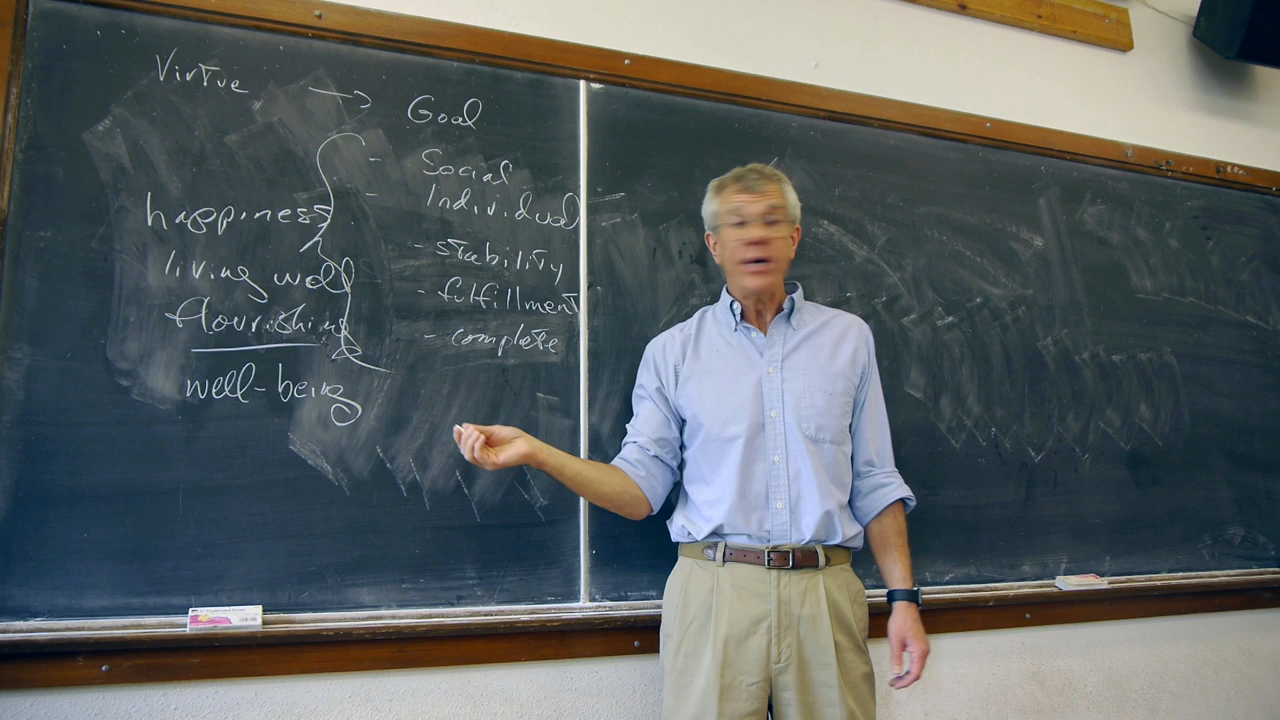 Virtue → Goal
- Social
- Individual
happiness
- stability
living well
- fulfillment
flourishing
- complete
well-being